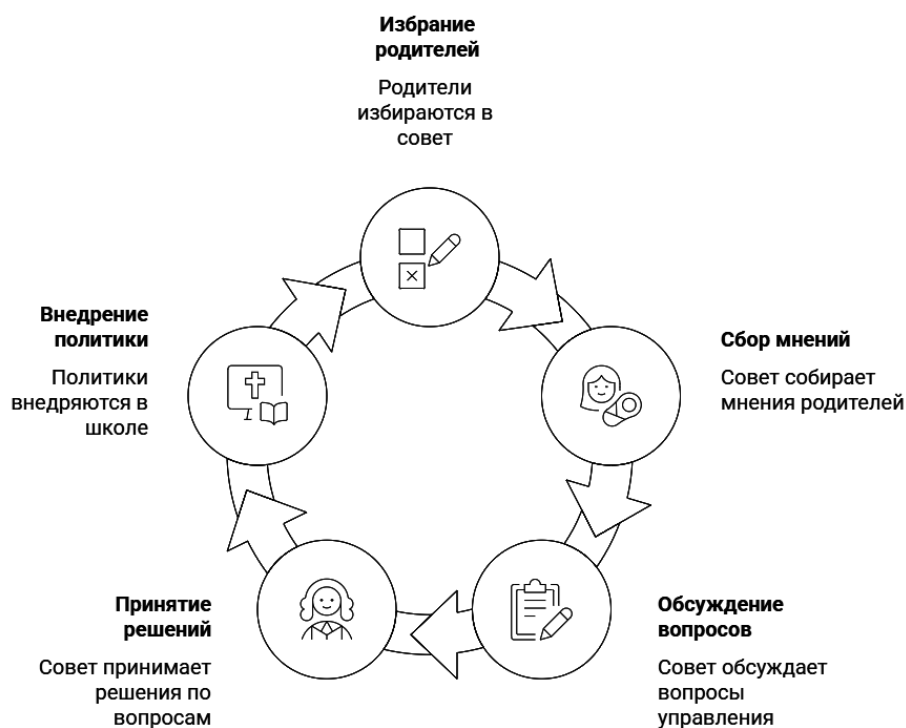 Избрание
родителей
Родители
избираются в
совет
Сбор мнений
Совет собирает
мнения родителей
Обсуждение
вопросов
Совет обсуждает
вопросы
управления
Принятие
решений
Совет принимает
решения по
вопросам
Внедрение
политики
Политики
внедряются в
школе